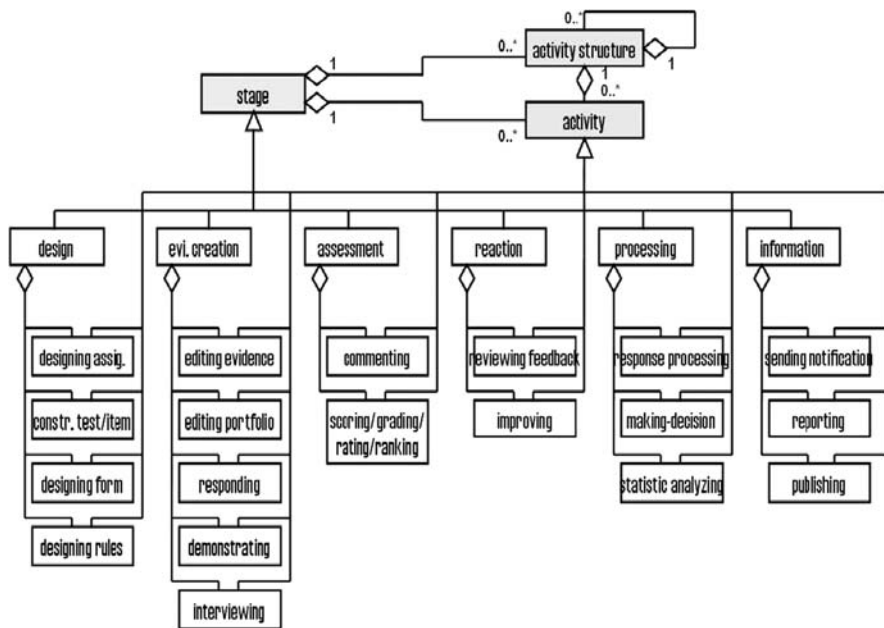 0..*
0..*
activity structure
1
1
1
stage
0..*
1
0..*
activity
design
evi. creation
assessment
reaction
processing
information
designing assig.
editing evidence
commenting
reviewing feedback
response processing
sending notification
constr. test/item
editing portfolio
scoring/grading/
rating/ranking
improving
making-decision
reporting
designing form
responding
statistic analyzing
publishing
designing rules
demonstrating
interviewing